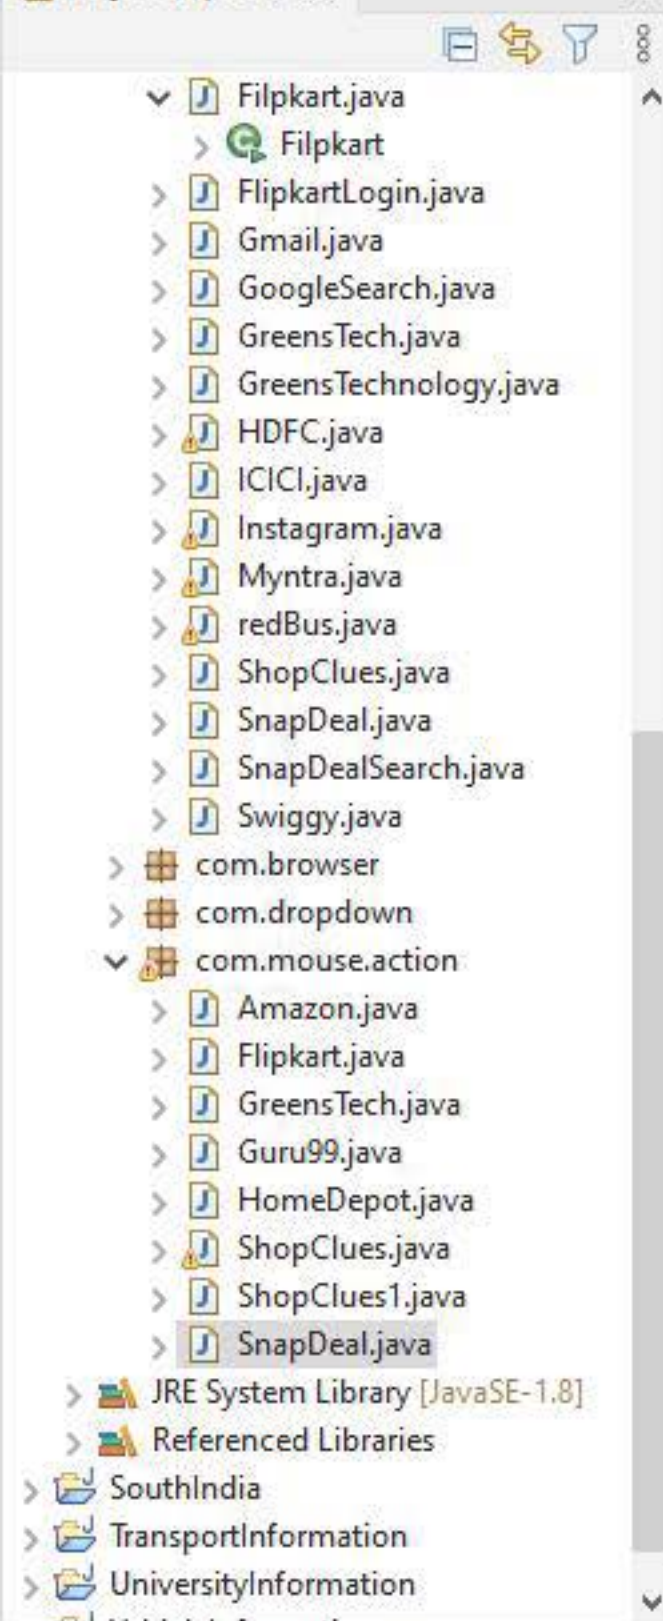 Filpkart.java
Filpkart
FlipkartLogin.java
Gmail.java
GoogleSearch.java
GreensTech.java
GreensTechnology.java
HDFC.java
ICICI.java
Instagram.java
Myntra.java
redBus.java
ShopClues.java
SnapDeal.java
SnapDealSearch.java
Swiggy.java
com.browser
com.dropdown
com.mouse.action
Amazon.java
Flipkart.java
GreensTech.java
Guru99.java
HomeDepot.java
ShopClues.java
ShopClues1.java
SnapDeal.java
JRE System Library [JavaSE-1.8]
Referenced Libraries
SouthIndia
TransportInformation
UniversityInformation